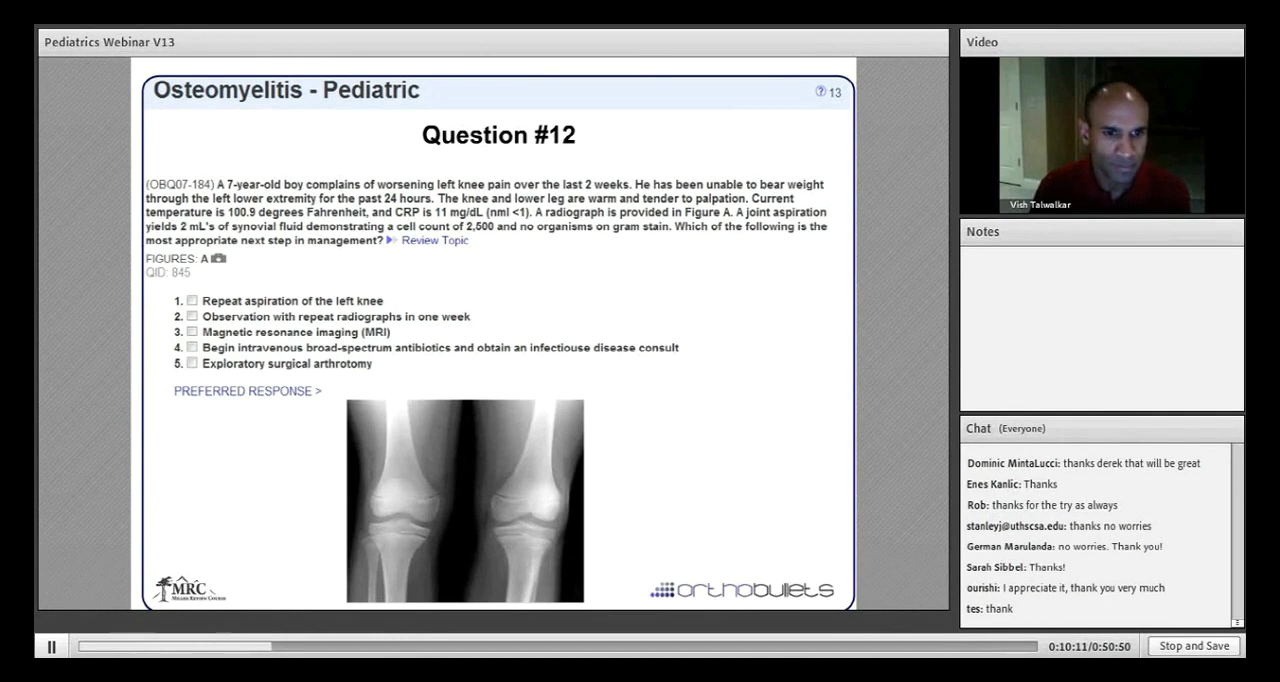 Pediatrics Webinar V13
Osteomyelitis - Pediatric
13
Question #12
(OBQ07-184) A 7-year-old boy complains of worsening left knee pain over the last 2 weeks. He has been unable to bear weight
through the left lower extremity for the past 24 hours. The knee and lower leg are warm and tender to palpation. Current
temperature is 100.9 degrees Fahrenheit, and CRP is 11 mg/dL (nml <1). A radiograph is provided in Figure A. A joint aspiration
yields 2 mL's of synovial fluid demonstrating a cell count of 2,500 and no organisms on gram stain. Which of the following is the
most appropriate next step in management? Review Topic
FIGURES: A
QID: 845
1. Repeat aspiration of the left knee
2. Observation with repeat radiographs in one week
3. Magnetic resonance imaging (MRI)
4. Begin intravenous broad-spectrum antibiotics and obtain an infectiouse disease consult
5. Exploratory surgical arthrotomy
PREFERRED RESPONSE >
MRC
MILLER REVIEW COURSE
orthobullets
Video
Vish Talwalkar
Notes
Chat (Everyone)
Dominic MintaLucci: thanks derek that will be great
Enes Kanlic: Thanks
Rob: thanks for the try as always
stanleyj@uthscsa.edu: thanks no worries
German Marulanda: no worries. Thank you!
Sarah Sibbel: Thanks!
ourishi: I appreciate it, thank you very much
tes: thank
0:10:11/0:50:50
Stop and Save